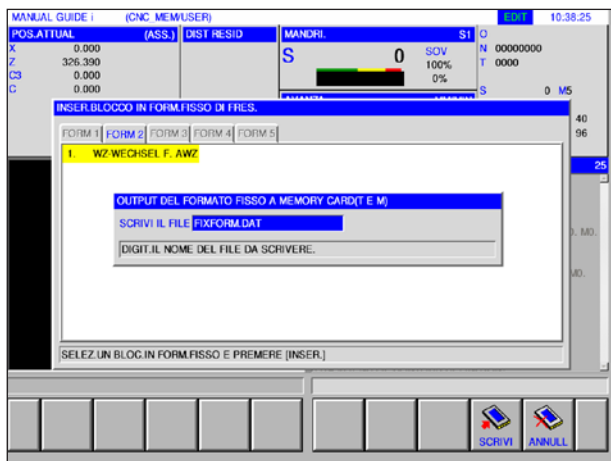 MANUAL GUIDE i (CNC_MEM/USER) EDIT 10:38:25
POS.ATTUAL (ASS.) DIST RESID MANDRI. S1 O
X 0.000 S 0 SOV N 00000000
Z 326.390 100% T 0000
C3 0.000 0%
C 0.000 S 0 M5
INSER.BLOCCO IN FORM.FISSO DI FRES.
FORM 1 FORM 2 FORM 3 FORM 4 FORM 5 40
96
1. WZ-WECHSEL F. AWZ
25
OUTPUT DEL FORMATO FISSO A MEMORY CARD(T E M)
SCRIVI IL FILE FIXFORM.DAT
M0.
DIGIT.IL NOME DEL FILE DA SCRIVERE.
M0.
SELEZ.UN BLOC.IN FORM.FISSO E PREMERE [INSER.]
SCRIVI ANNULL